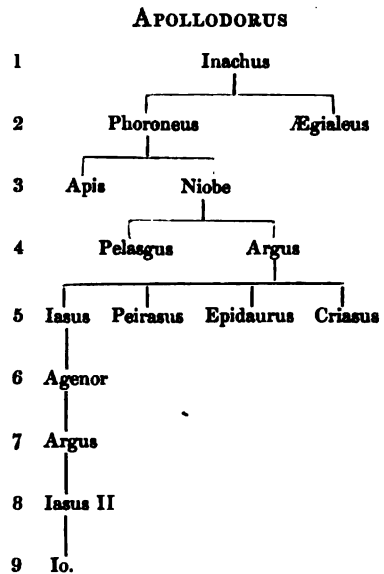 APOLLODORUS
1 Inachus
2 Phoroneus Ægialeus
3 Apis Niobe
4 Pelasgus Argus
5 Iasus Peirasus Epidaurus Criasus
6 Agenor
7 Argus
8 Iasus II
9 Io.